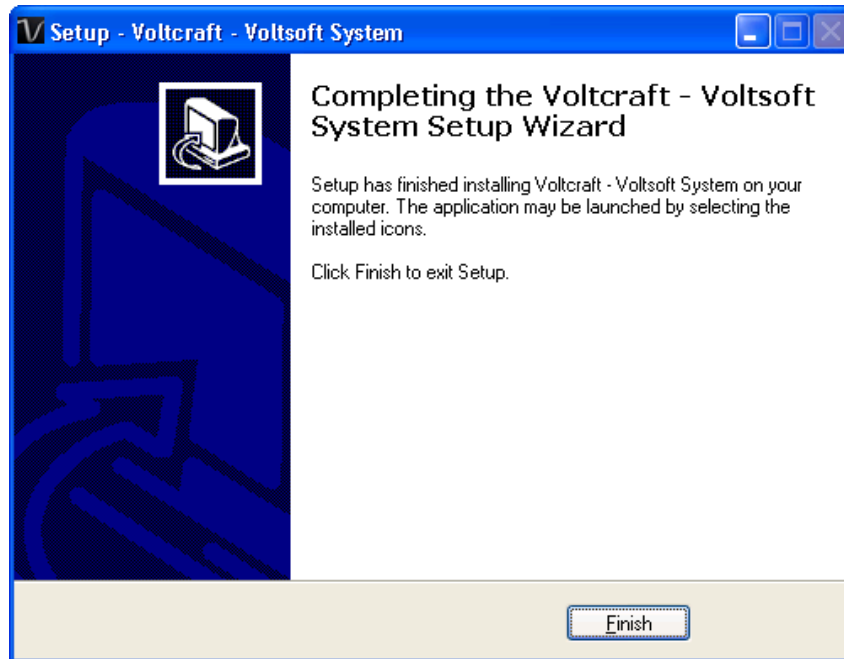 Setup - Voltcraft - Voltsoft System
Completing the Voltcraft - Voltsoft
System Setup Wizard
Setup has finished installing Voltcraft - Voltsoft System on your
computer. The application may be launched by selecting the
installed icons.
Click Finish to exit Setup.
Finish